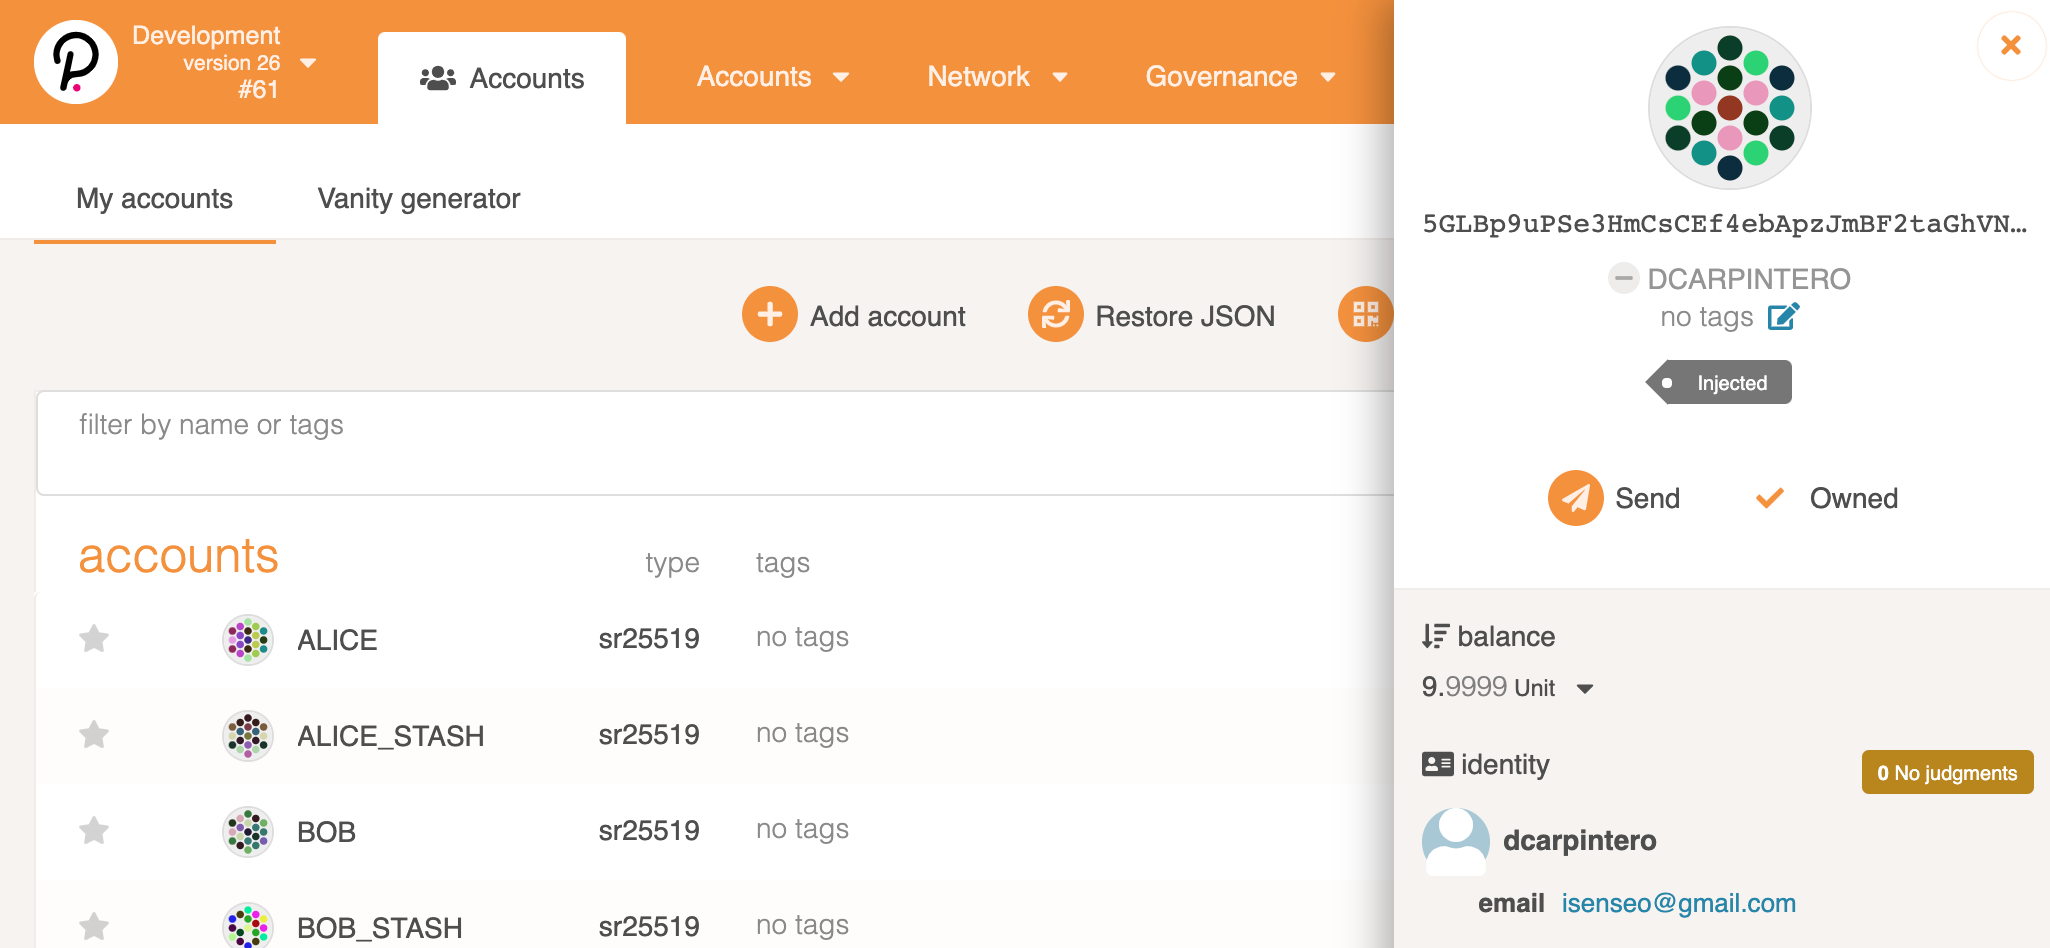 Development
version 26
#61
Accounts
Accounts
Network
Governance
My accounts
Vanity generator
Add account
Restore JSON
filter by name or tags
accounts type tags
ALICE sr25519 no tags
ALICE_STASH sr25519 no tags
BOB sr25519 no tags
BOB_STASH sr25519 no tags
5GLBp9uPSe3HmCsCEf4ebApzJmBF2taGhVN…
DCARPINTERO
no tags
Injected
Send
Owned
balance
9.9999 Unit
identity
0 No judgments
dcarpintero
email isenseo@gmail.com